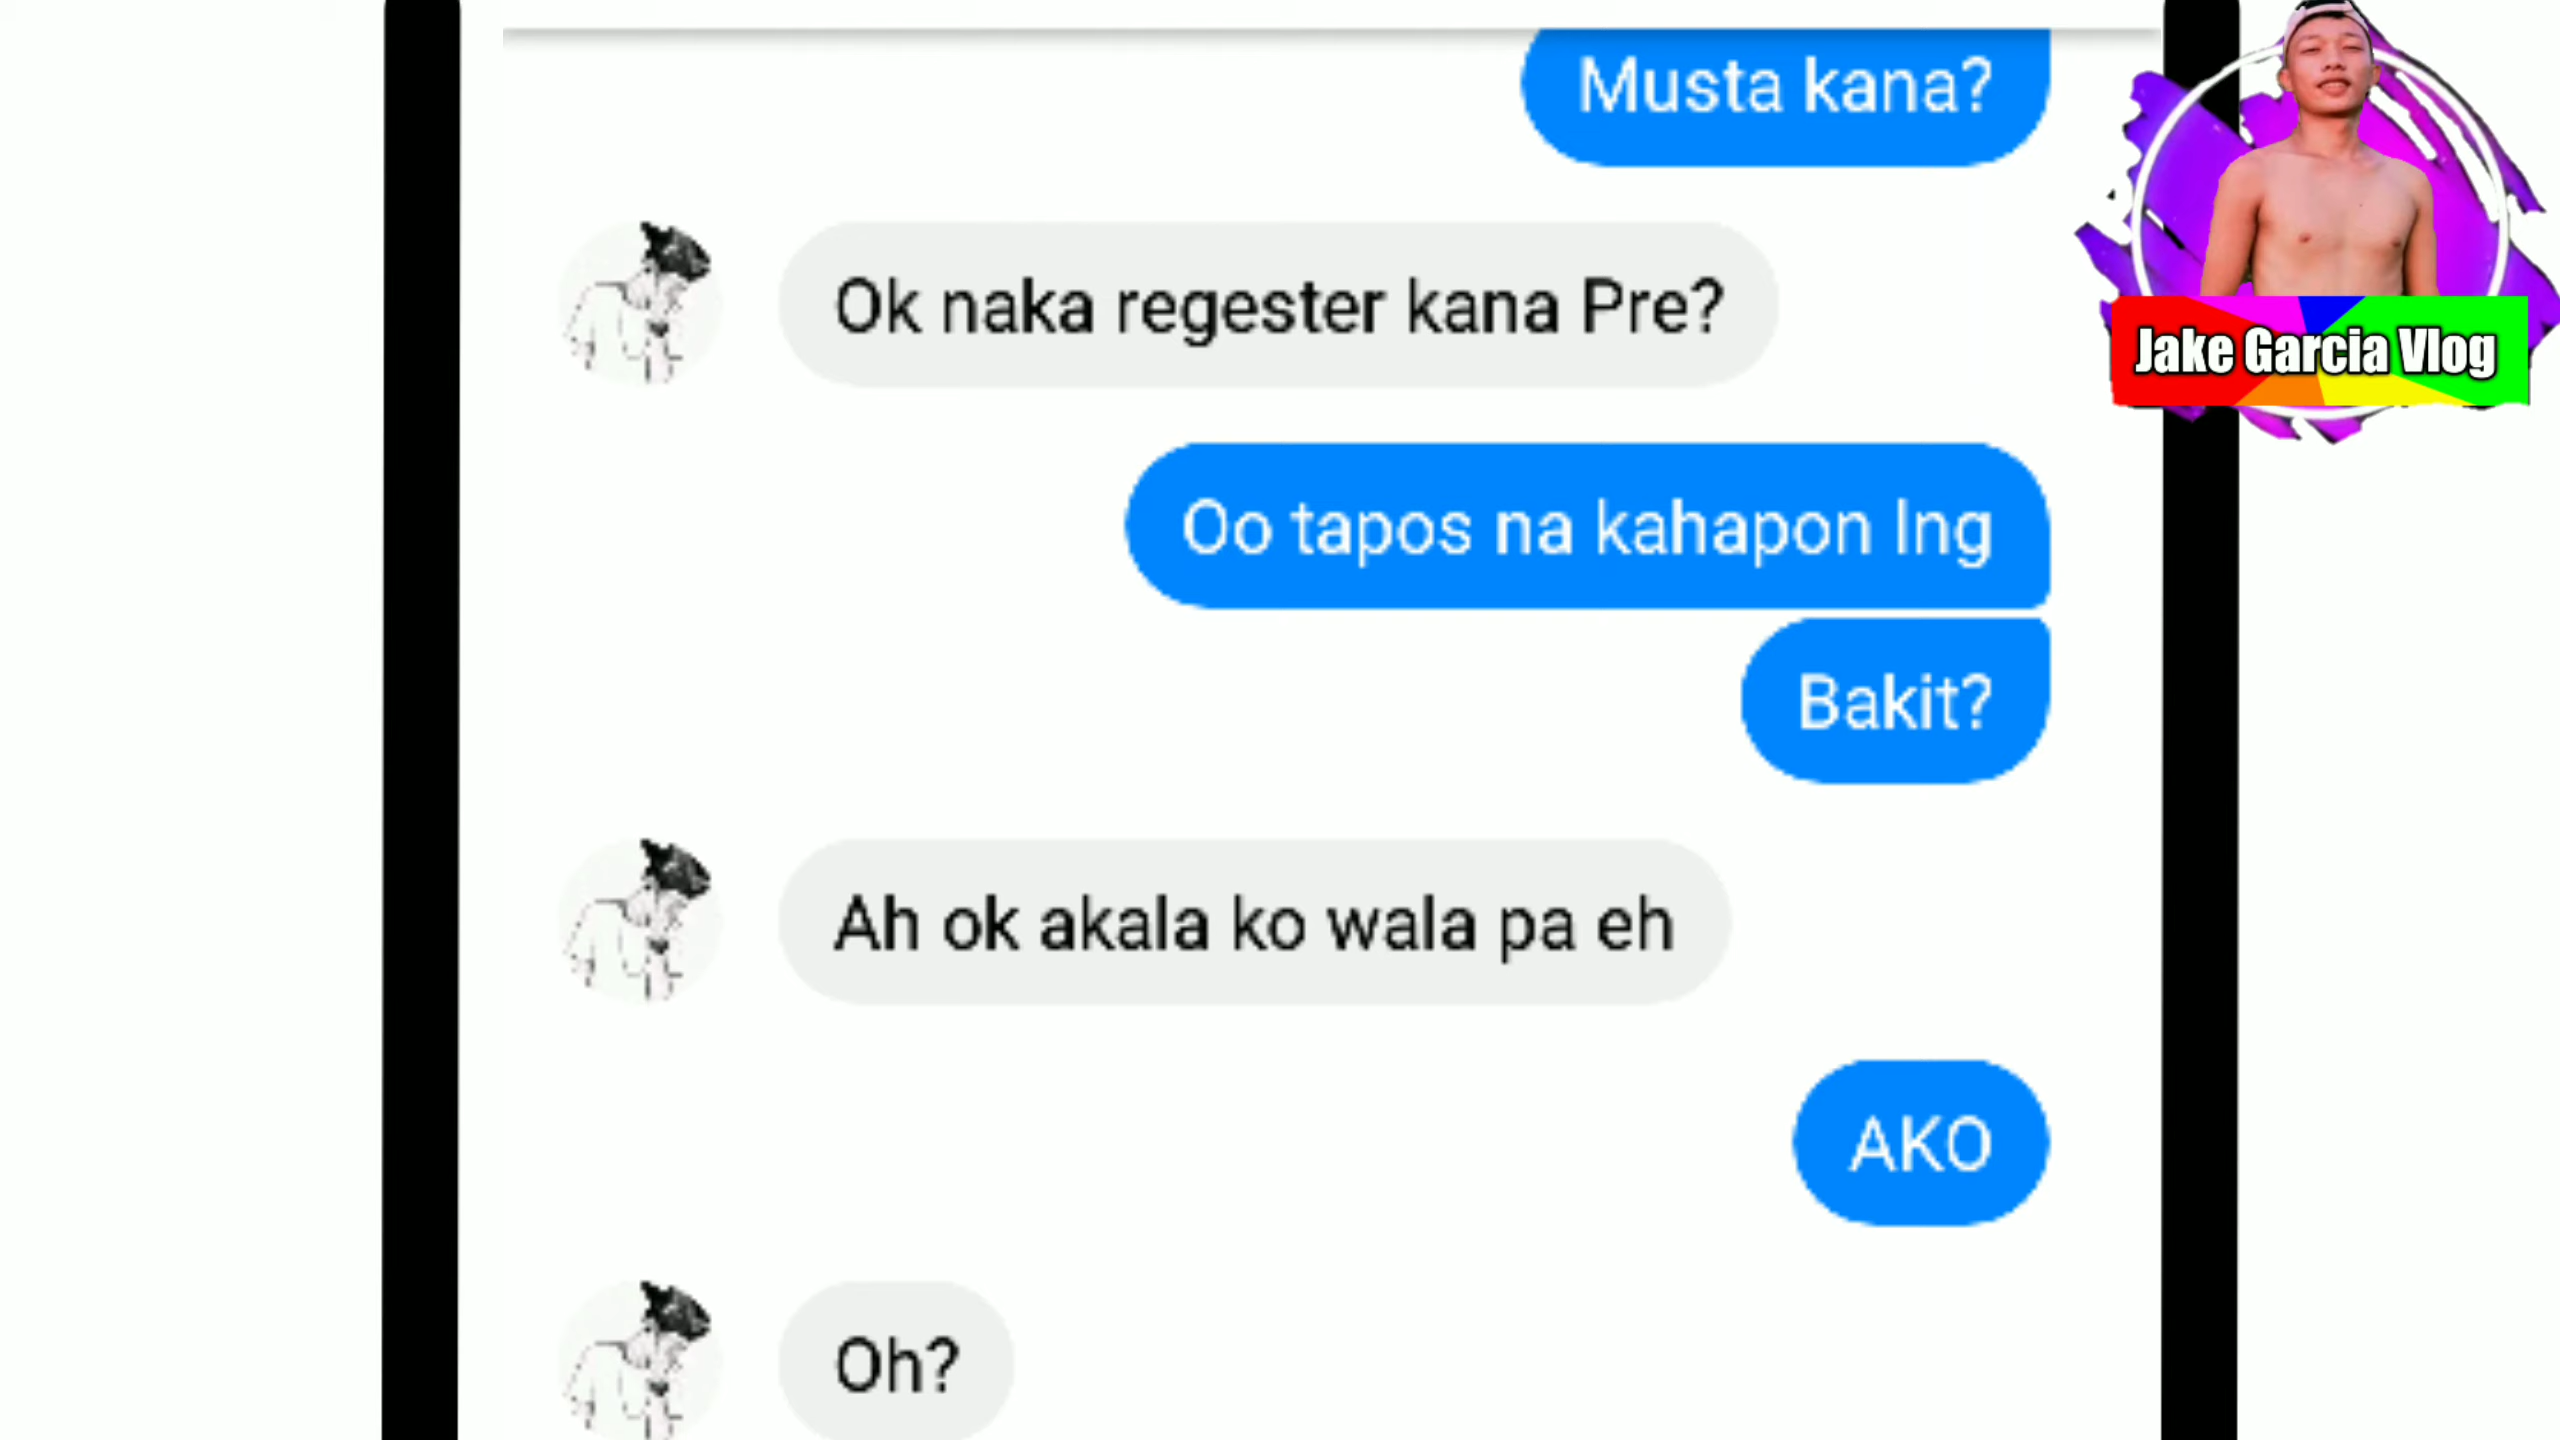 Musta kana?
Ok naka regester kana Pre?
Jake Garcia Vlog
Oo tapos na kahapon lng
Bakit?
Ah ok akala ko wala pa eh
AKO
Oh?